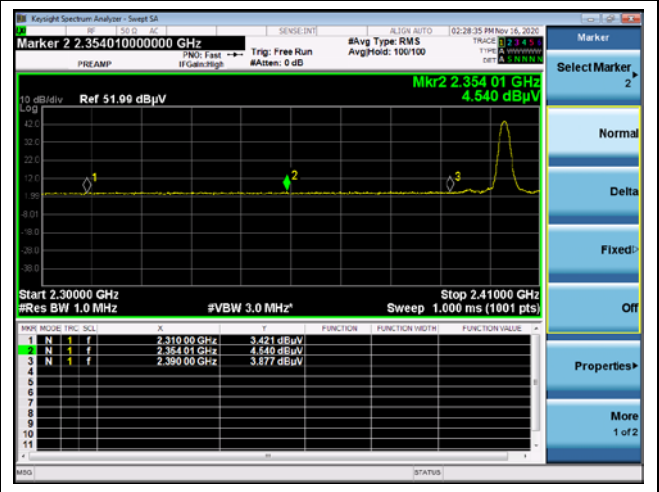 Keysight Spectrum Analyzer - Swept SA
RF 50 Ω AC SENSE:INT ALIGN AUTO 02:28:35 PM Nov 16, 2020
Marker 2 2.354010000000 GHz
PREAMP
PNO: Fast
IFGain:High
Trig: Free Run
#Atten: 0 dB
#Avg Type: RMS
Avg|Hold: 100/100
TRACE 1 2 3 4 5 6
TYPE A WWWWW
DET A S N N N N
Mkr2 2.354 01 GHz
4.540 dBµV
10 dB/div Ref 51.99 dBµV
Log
42.0
32.0
22.0
12.0
1.99
-8.01
-18.0
-28.0
-38.0
1
2
3
Start 2.30000 GHz Stop 2.41000 GHz
#Res BW 1.0 MHz #VBW 3.0 MHz* Sweep 1.000 ms (1001 pts)
MKR MODE TRC SCL X Y FUNCTION FUNCTION WIDTH FUNCTION VALUE
1 N 1 f 2.310 00 GHz 3.421 dBµV
2 N 1 f 2.354 01 GHz 4.540 dBµV
3 N 1 f 2.390 00 GHz 3.877 dBµV
4
5
6
7
8
9
10
11
MSG STATUS
Marker
Select Marker
2
Normal
Delta
Fixed
Off
Properties
More
1 of 2